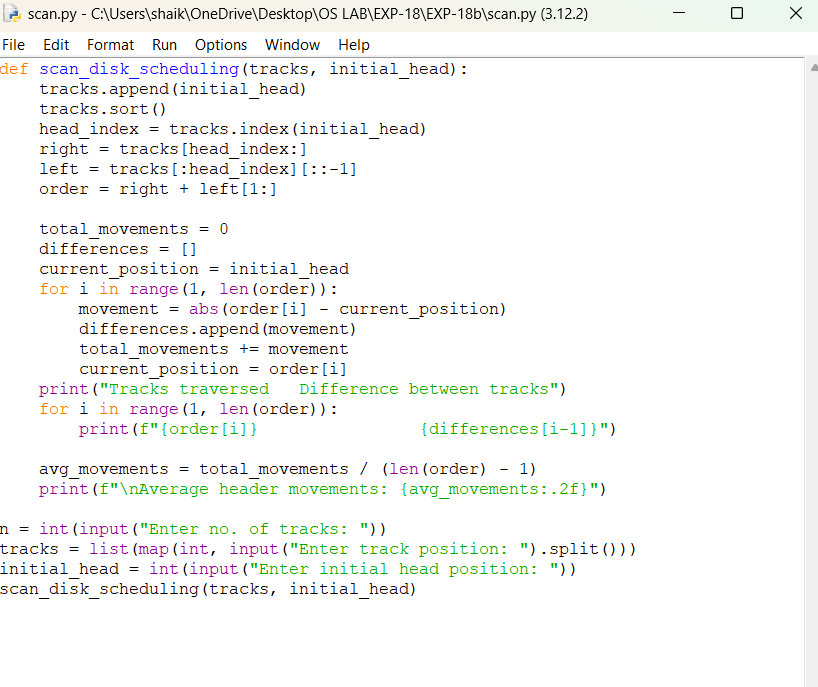 scan.py - C:\Users\shaik\OneDrive\Desktop\OS LAB\EXP-18\EXP-18b\scan.py (3.12.2)
File Edit Format Run Options Window Help
def scan_disk_scheduling(tracks, initial_head):
    tracks.append(initial_head)
    tracks.sort()
    head_index = tracks.index(initial_head)
    right = tracks[head_index:]
    left = tracks[:head_index][::-1]
    order = right + left[1:]

    total_movements = 0
    differences = []
    current_position = initial_head
    for i in range(1, len(order)):
        movement = abs(order[i] - current_position)
        differences.append(movement)
        total_movements += movement
        current_position = order[i]
    print("Tracks traversed   Difference between tracks")
    for i in range(1, len(order)):
        print(f"{order[i]}                {differences[i-1]}")

    avg_movements = total_movements / (len(order) - 1)
    print(f"\nAverage header movements: {avg_movements:.2f}")

n = int(input("Enter no. of tracks: "))
tracks = list(map(int, input("Enter track position: ").split()))
initial_head = int(input("Enter initial head position: "))
scan_disk_scheduling(tracks, initial_head)